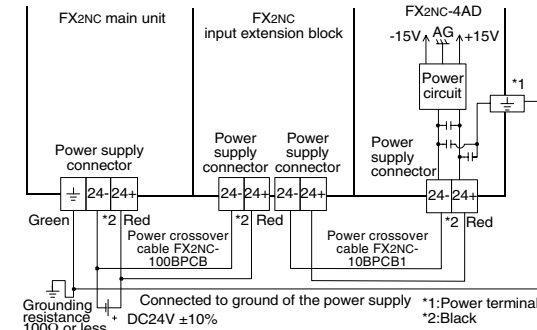 FX2NC main unit
FX2NC
input extension block
FX2NC-4AD
-15V AG +15V
Power
circuit
*1
Power supply
connector
Power
supply
connector
Power
supply
connector
Power
supply
connector
24- 24+
24- 24+
24- 24+
24- 24+
Green *2 Red
*2 Red
*2 Red
Power crossover
cable FX2NC-
100BPCB
Power crossover
cable FX2NC-
10BPCB1
Grounding
resistance
100Ω or less
+ DC24V ±10%
Connected to ground of the power supply
*1:Power terminal
*2:Black